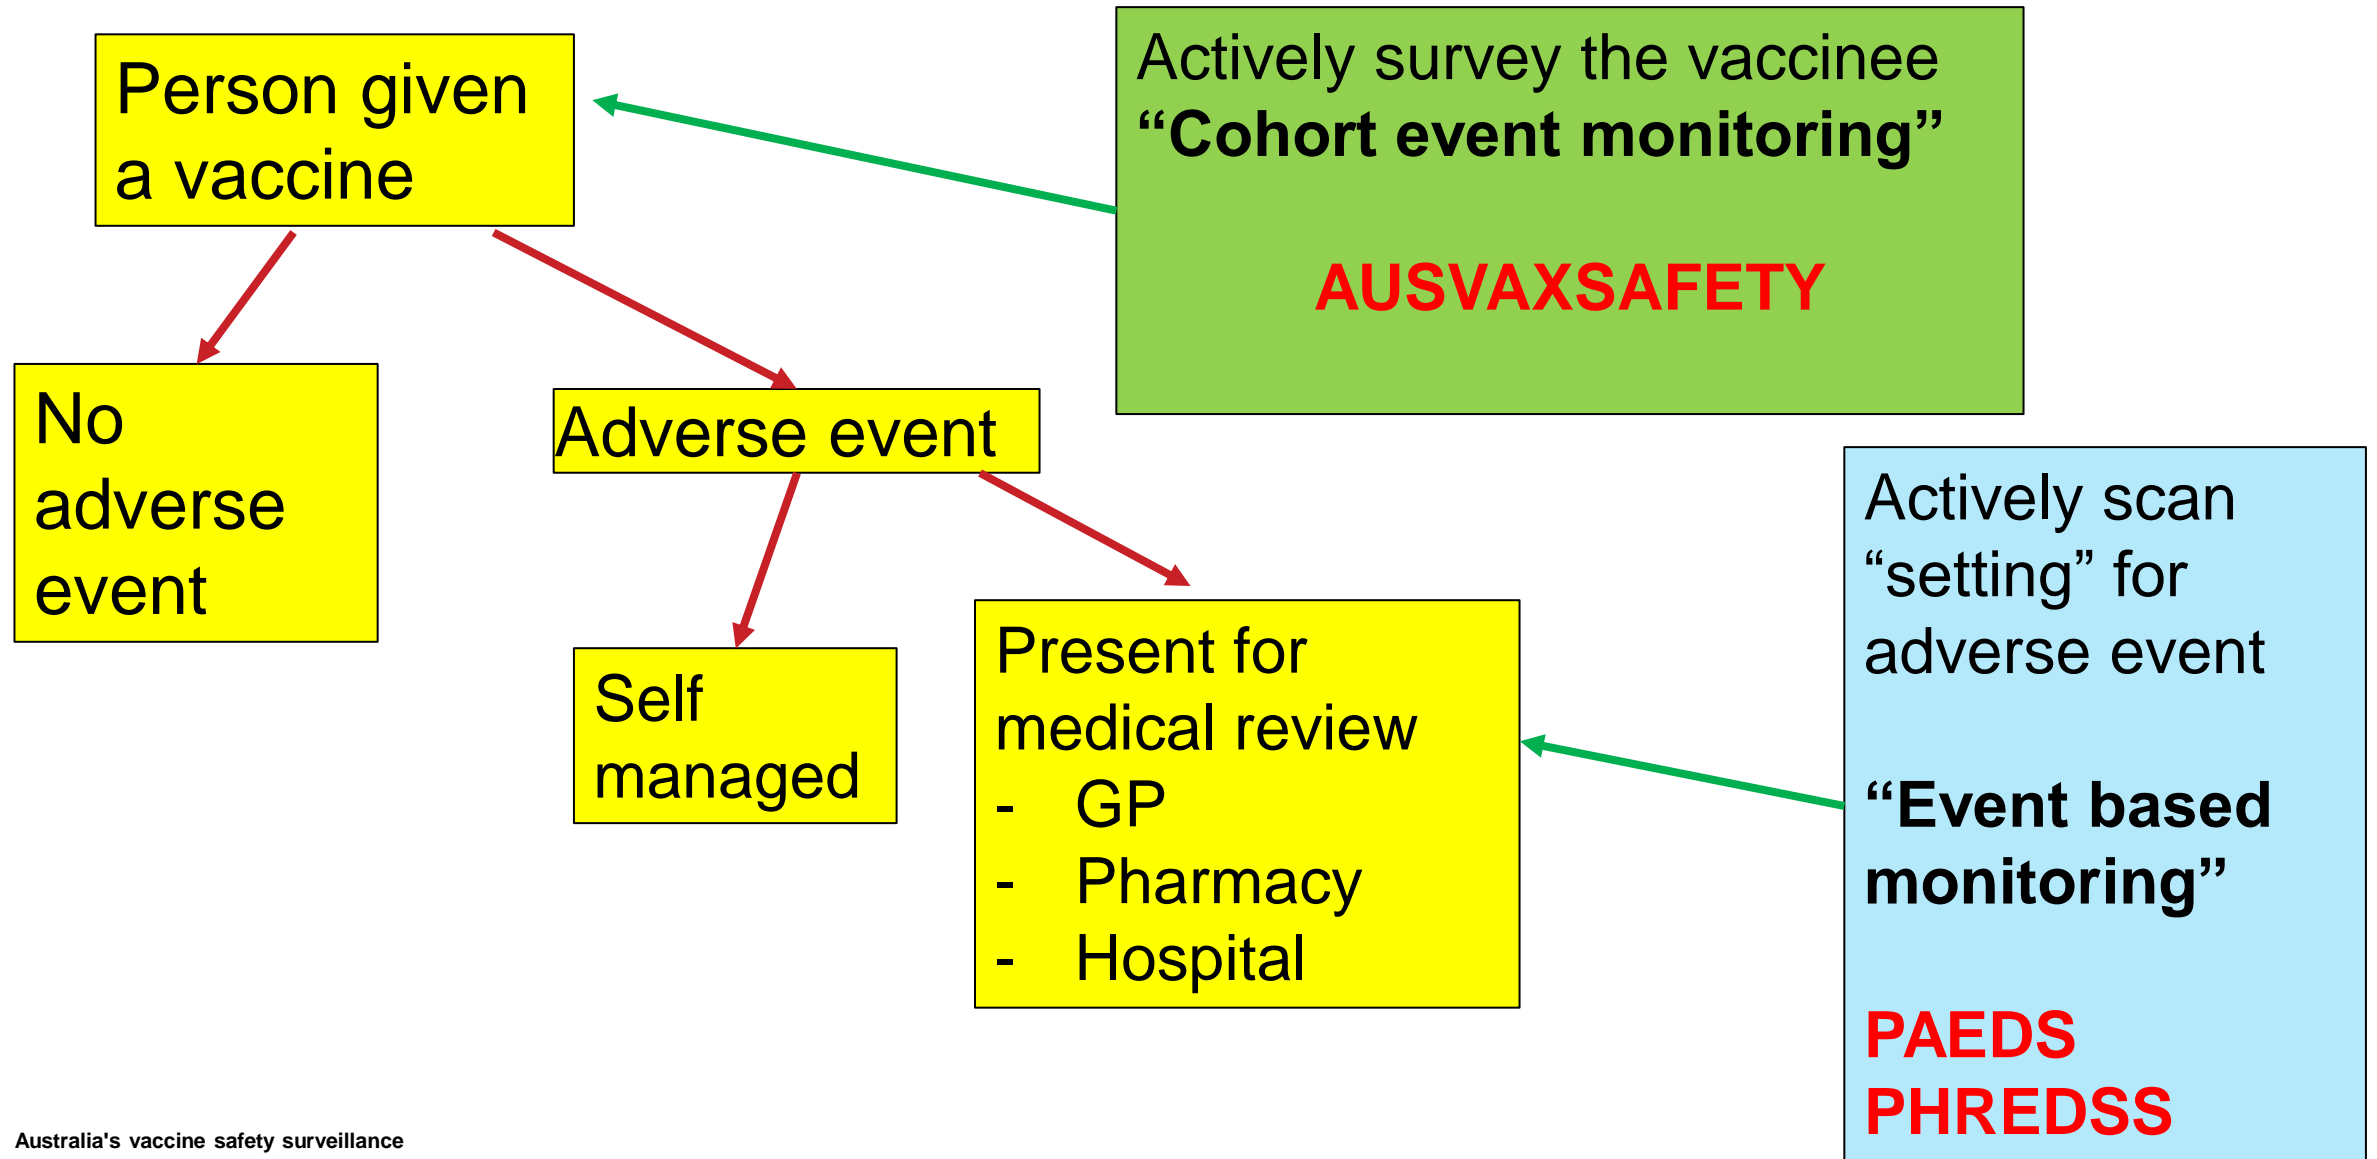 Person given
a vaccine
Actively survey the vaccinee
“Cohort event monitoring”
AUSVAXSAFETY
No
adverse
event
Adverse event
Self
managed
Present for
medical review
- GP
- Pharmacy
- Hospital
Actively scan
“setting” for
adverse event
“Event based
monitoring”
PAEDS
PHREDSS
Australia's vaccine safety surveillance